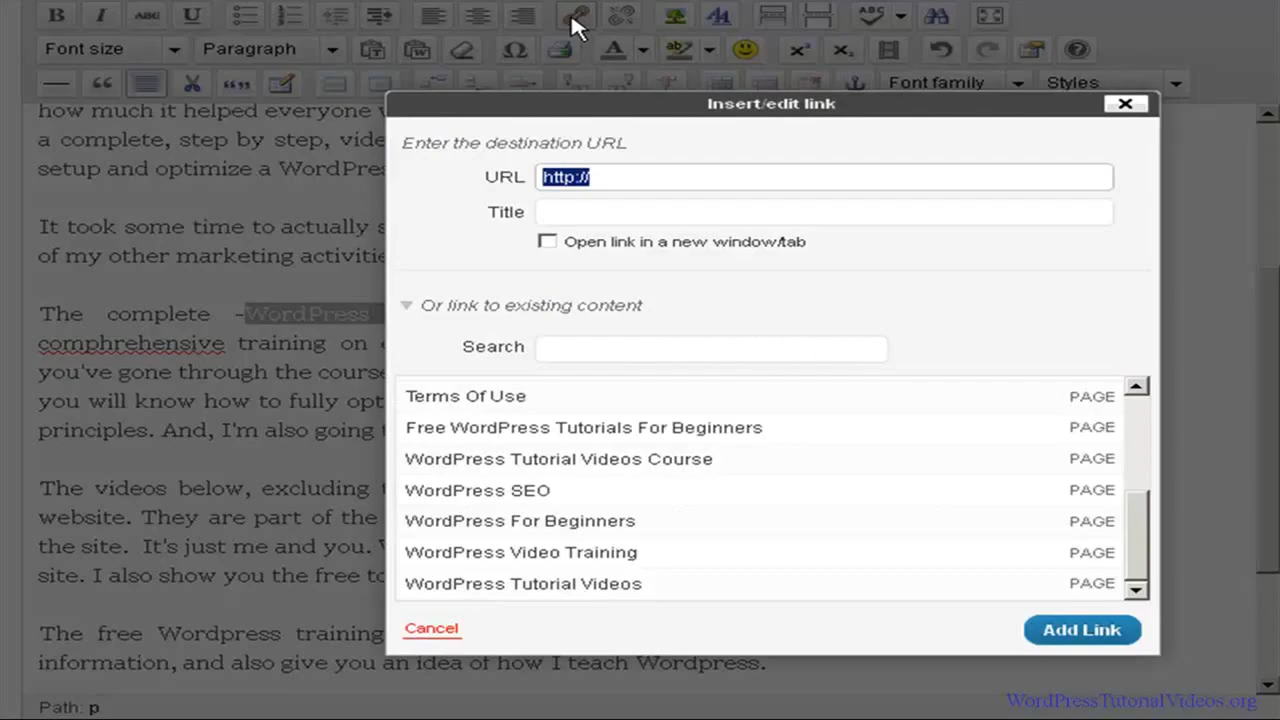 B I ABC U ABC
Font size Paragraph W Ω A ab/ x² x₂ ?
Font family Styles
how much it helped everyone
a complete, step by step,
setup and optimize a
It took some time to actually
of my other marketing activities
The complete -WordPress
comphrehensive training on
you've gone through the course
you will know how to fully
principles. And, I'm also going
The videos below, excluding
website. They are part of the
the site. It's just me and you.
site. I also show you the free
The free Wordpress
information, and also give you an idea of how I teach Wordpress.
Path: p
Insert/edit link
Enter the destination URL
URL http://
Title
Open link in a new window/tab
Or link to existing content
Search
Terms Of Use PAGE
Free WordPress Tutorials For Beginners PAGE
WordPress Tutorial Videos Course PAGE
WordPress SEO PAGE
WordPress For Beginners PAGE
WordPress Video Training PAGE
WordPress Tutorial Videos PAGE
Cancel Add Link
WordPressTutorialVideos.org